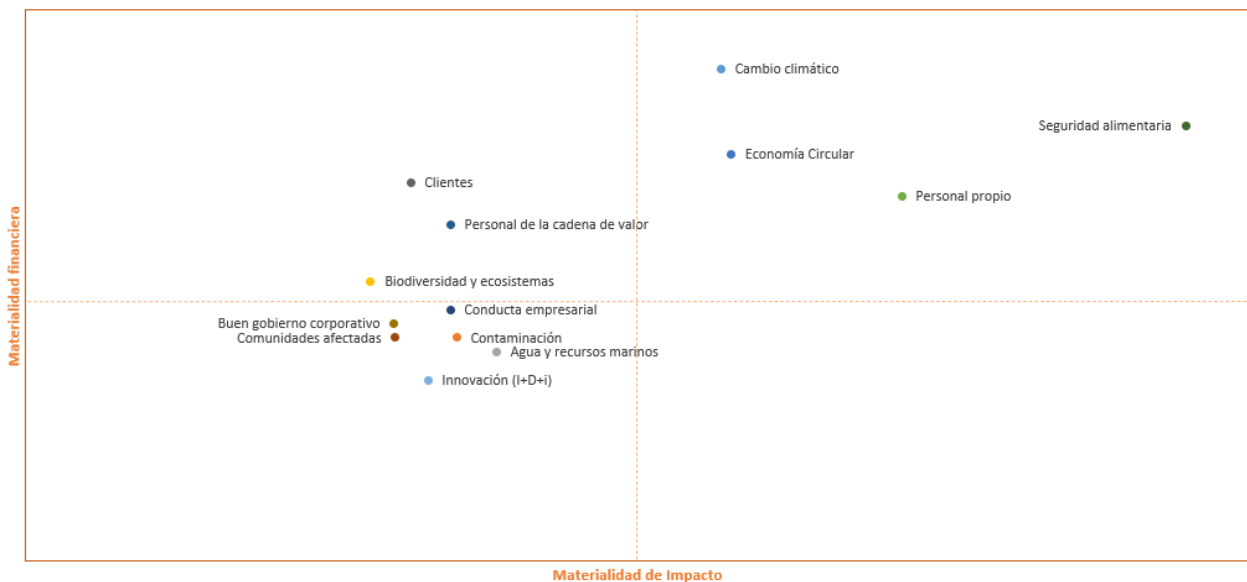 Cambio climático
Seguridad alimentaria
Economía Circular
Clientes
Personal propio
Personal de la cadena de valor
Biodiversidad y ecosistemas
Conducta empresarial
Buen gobierno corporativo
Comunidades afectadas
Contaminación
Agua y recursos marinos
Innovación (I+D+i)
Materialidad financiera
Materialidad de Impacto